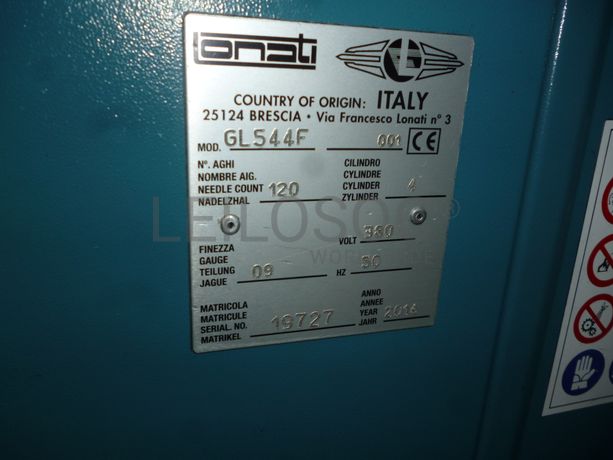 Lonati
COUNTRY OF ORIGIN: ITALY
25124 BRESCIA • Via Francesco Lonati n° 3
MOD. GL544F 001 CE
N°. AGHI CILINDRO
NOMBRE AIG. CYLINDRE
NEEDLE COUNT 120 CYLINDER 4
NADELZHAL ZYLINDER
LEILOSOC®
WORLDWIDE
FINEZZA VOLT 380
GAUGE
TEILUNG 09 HZ 50
JAGUE
MATRICOLA ANNO
MATRICULE ANNEE
SERIAL. NO. 19727 YEAR 2014
MATRIKEL JAHR